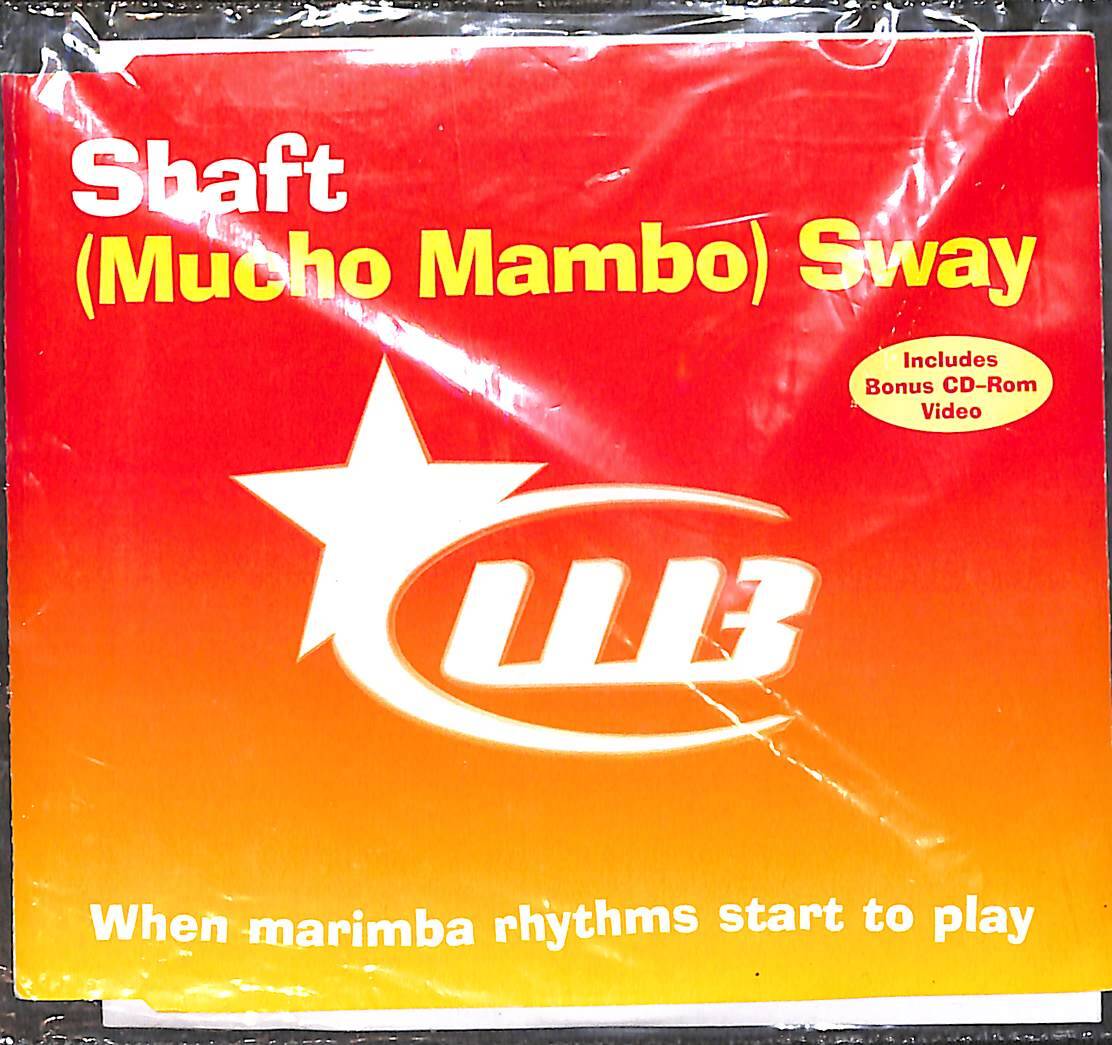 Shaft
(Mucho Mambo) Sway
Includes
Bonus CD-Rom
Video
WB
When marimba rhythms start to play